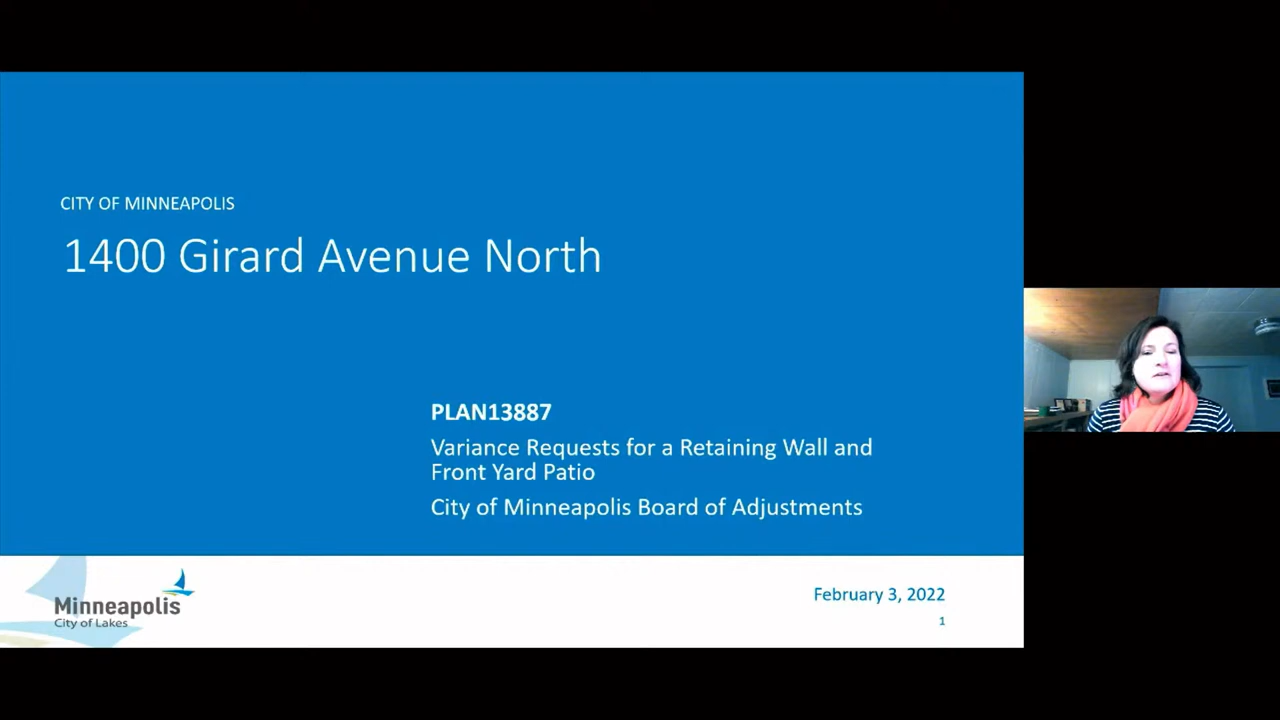 CITY OF MINNEAPOLIS
1400 Girard Avenue North
PLAN13887
Variance Requests for a Retaining Wall and
Front Yard Patio
City of Minneapolis Board of Adjustments
Minneapolis
City of Lakes
February 3, 2022
1